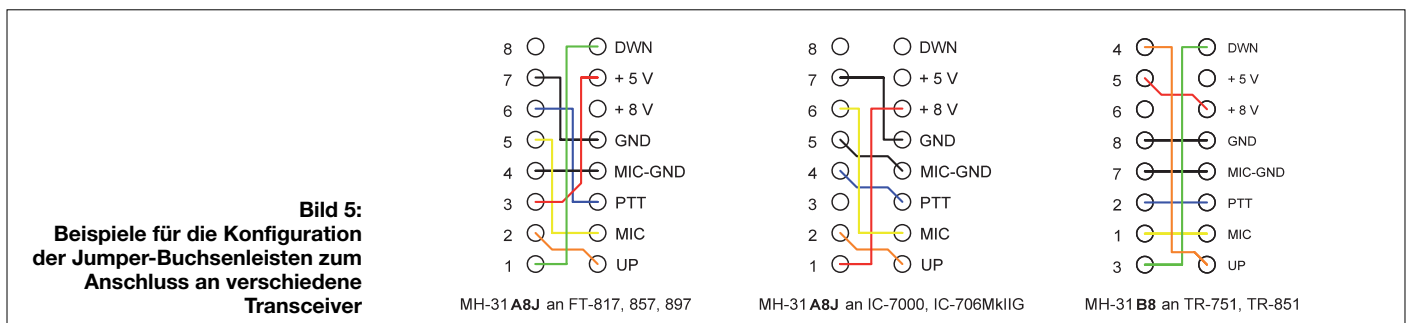 Bild 5:
Beispiele für die Konfiguration
der Jumper-Buchsenleisten zum
Anschluss an verschiedene
Transceiver
8 DWN
7 + 5 V
6 + 8 V
5 GND
4 MIC-GND
3 PTT
2 MIC
1 UP
MH-31 A8J an FT-817, 857, 897
8 DWN
7 + 5 V
6 + 8 V
5 GND
4 MIC-GND
3 PTT
2 MIC
1 UP
MH-31 A8J an IC-7000, IC-706MkIIG
4 DWN
5 + 5 V
6 + 8 V
8 GND
7 MIC-GND
2 PTT
1 MIC
3 UP
MH-31 B8 an TR-751, TR-851